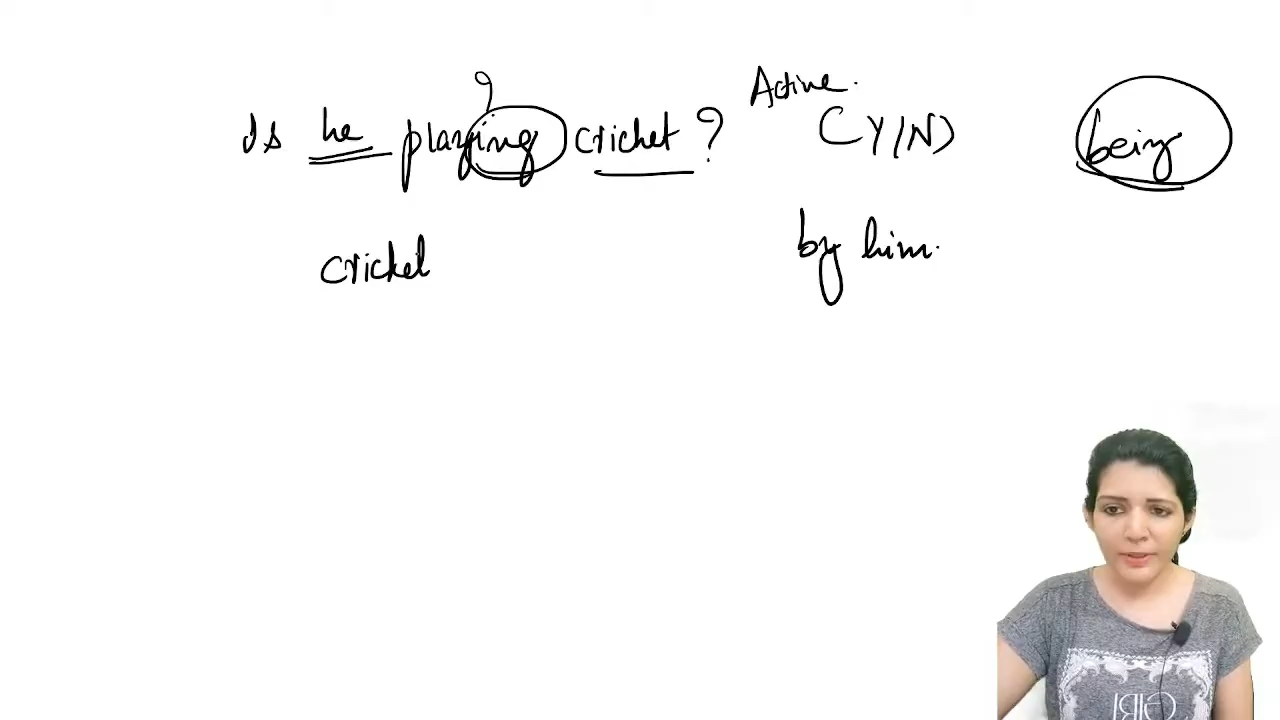 Is he playing cricket ? Active.
(Y/N)
being
cricket by him.